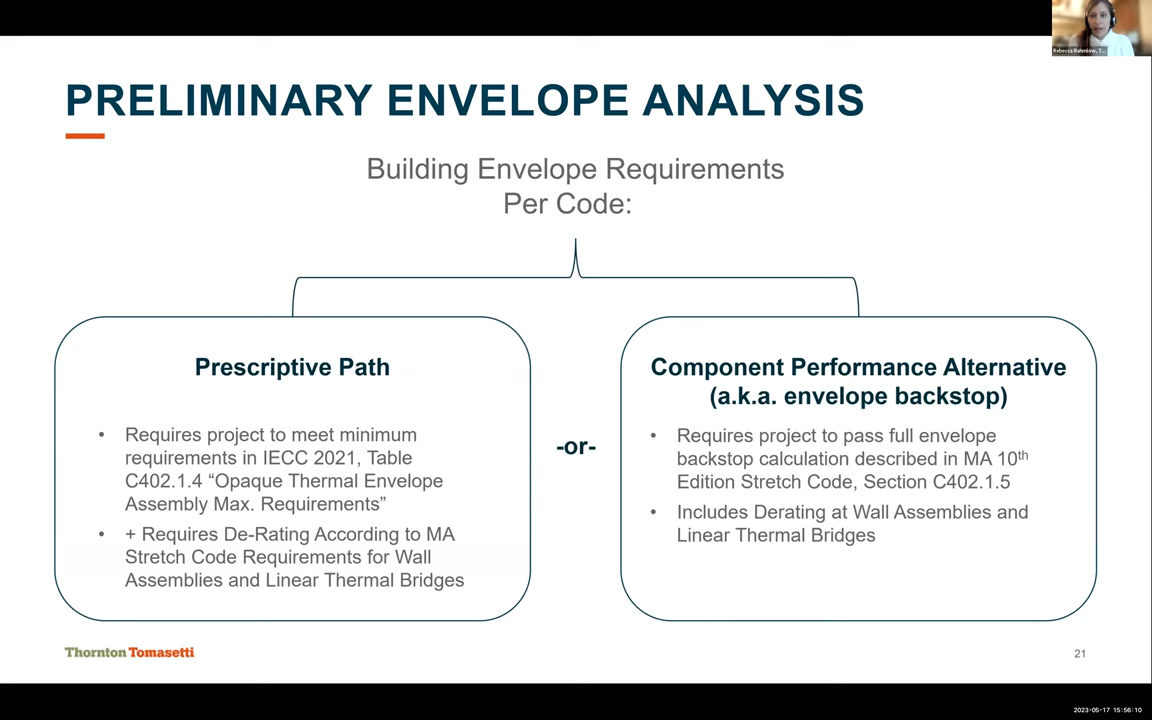 PRELIMINARY ENVELOPE ANALYSIS
Building Envelope Requirements
Per Code:
Prescriptive Path
• Requires project to meet minimum
requirements in IECC 2021, Table
C402.1.4 “Opaque Thermal Envelope
Assembly Max. Requirements”
• + Requires De-Rating According to MA
Stretch Code Requirements for Wall
Assemblies and Linear Thermal Bridges
-or-
Component Performance Alternative
(a.k.a. envelope backstop)
• Requires project to pass full envelope
backstop calculation described in MA 10th
Edition Stretch Code, Section C402.1.5
• Includes Derating at Wall Assemblies and
Linear Thermal Bridges
Thornton Tomasetti
21
2023-05-17 15:56:10